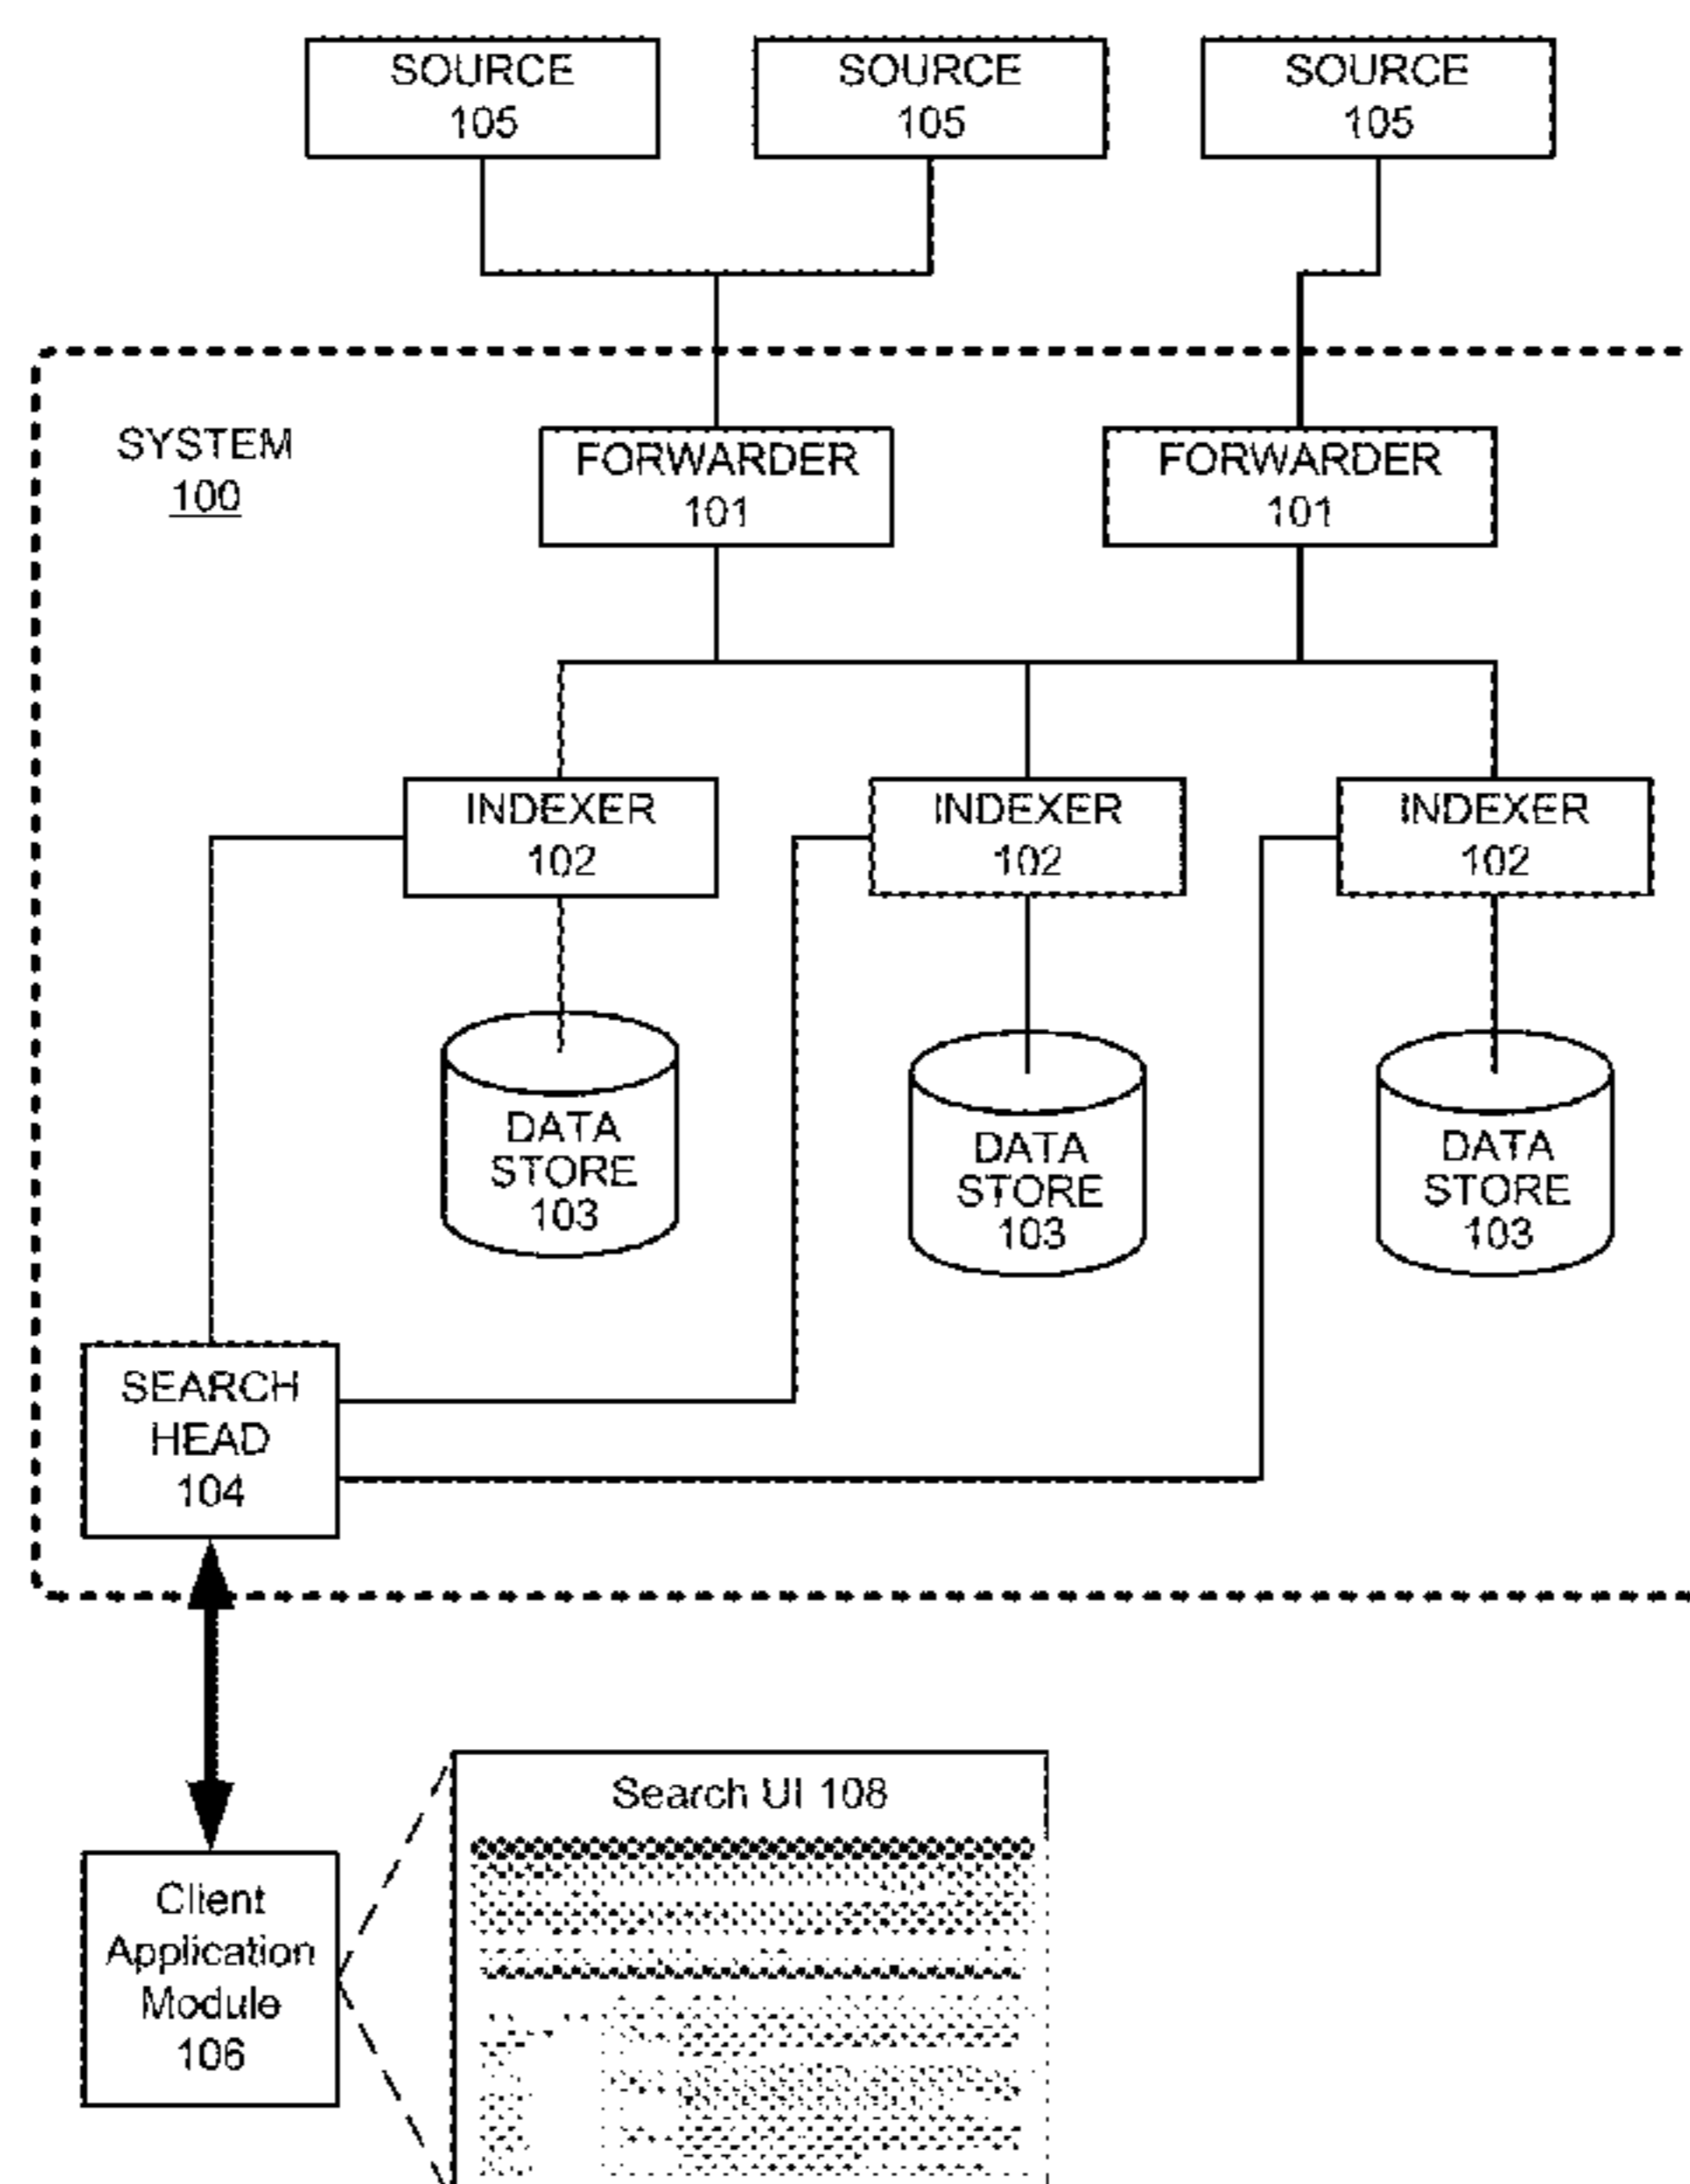 SOURCE
105
SOURCE
105
SOURCE
105
SYSTEM
100
FORWARDER
101
FORWARDER
101
INDEXER
102
INDEXER
102
INDEXER
102
DATA
STORE
103
DATA
STORE
103
DATA
STORE
103
SEARCH
HEAD
104
Search UI 108
Client
Application
Module
106